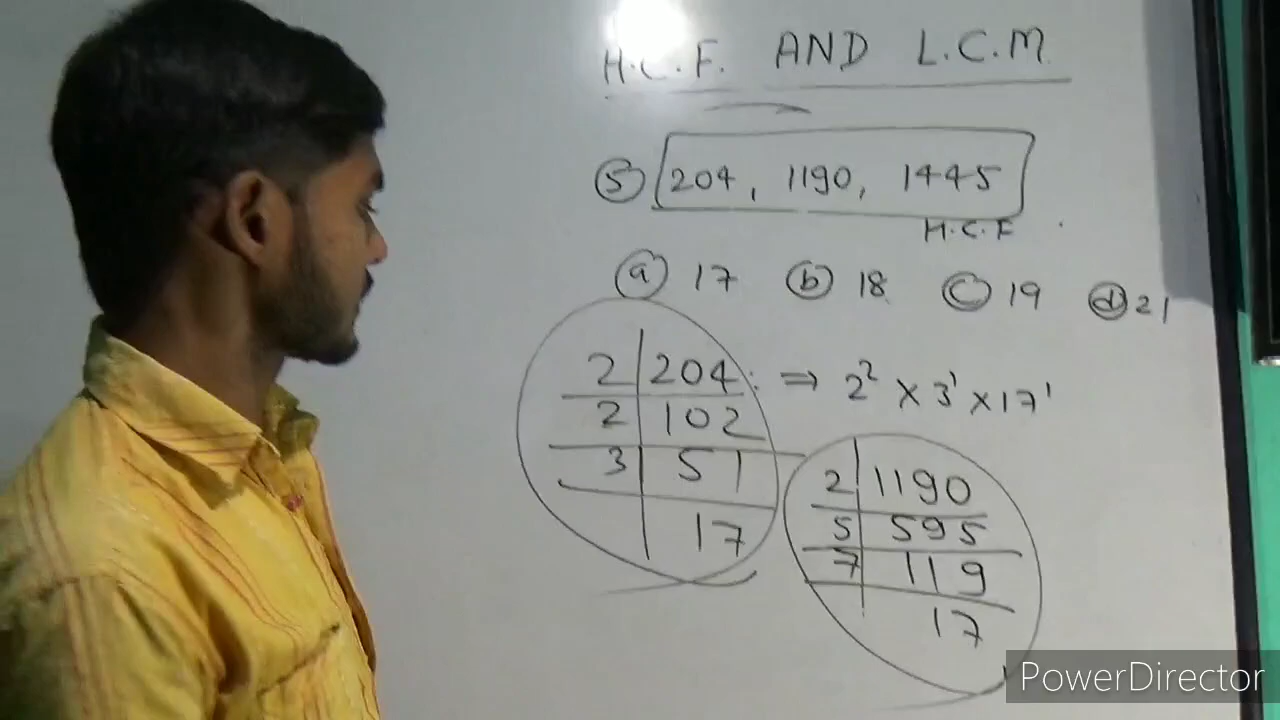 H.C.F. AND L.C.M
5 204, 1190, 1445
H.C.F
a 17 b 18 c 19 d 21
2 204 ⇒ 2² × 3¹ × 17¹
2 102
3 51
17
2 1190
5 595
7 119
17
PowerDirector